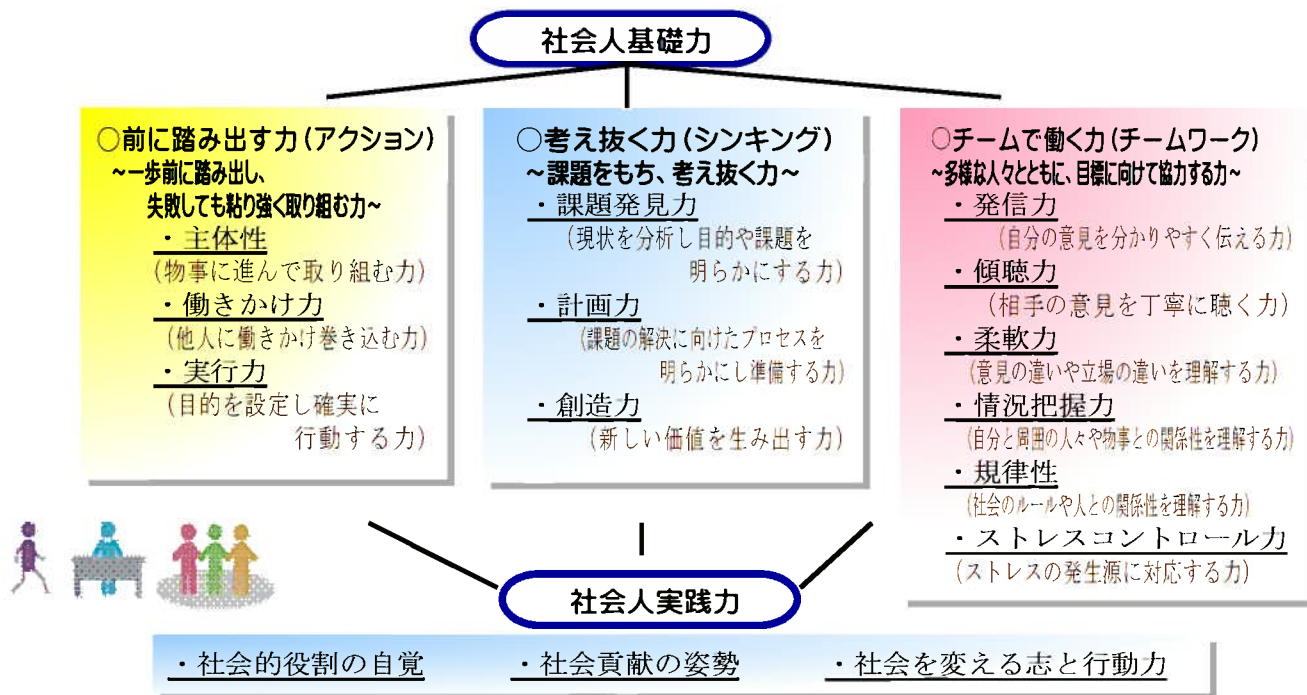 社会人基礎力
○前に踏み出す力(アクション)
~一歩前に踏み出し、
失敗しても粘り強く取り組む力~
・主体性
(物事に進んで取り組む力)
・働きかけ力
(他人に働きかけ巻き込む力)
・実行力
(目的を設定し確実に
行動する力)
○考え抜く力(シンキング)
~課題をもち、考え抜く力~
・課題発見力
(現状を分析し目的や課題を
明らかにする力)
・計画力
(課題の解決に向けたプロセスを
明らかにし準備する力)
・創造力
(新しい価値を生み出す力)
○チームで働く力(チームワーク)
~多様な人々とともに、目標に向けて協力する力~
・発信力
(自分の意見を分かりやすく伝える力)
・傾聴力
(相手の意見を丁寧に聴く力)
・柔軟力
(意見の違いや立場の違いを理解する力)
・情況把握力
(自分と周囲の人々や物事との関係性を理解する力)
・規律性
(社会のルールや人との関係性を理解する力)
・ストレスコントロール力
(ストレスの発生源に対応する力)
社会人実践力
・社会的役割の自覚
・社会貢献の姿勢
・社会を変える志と行動力